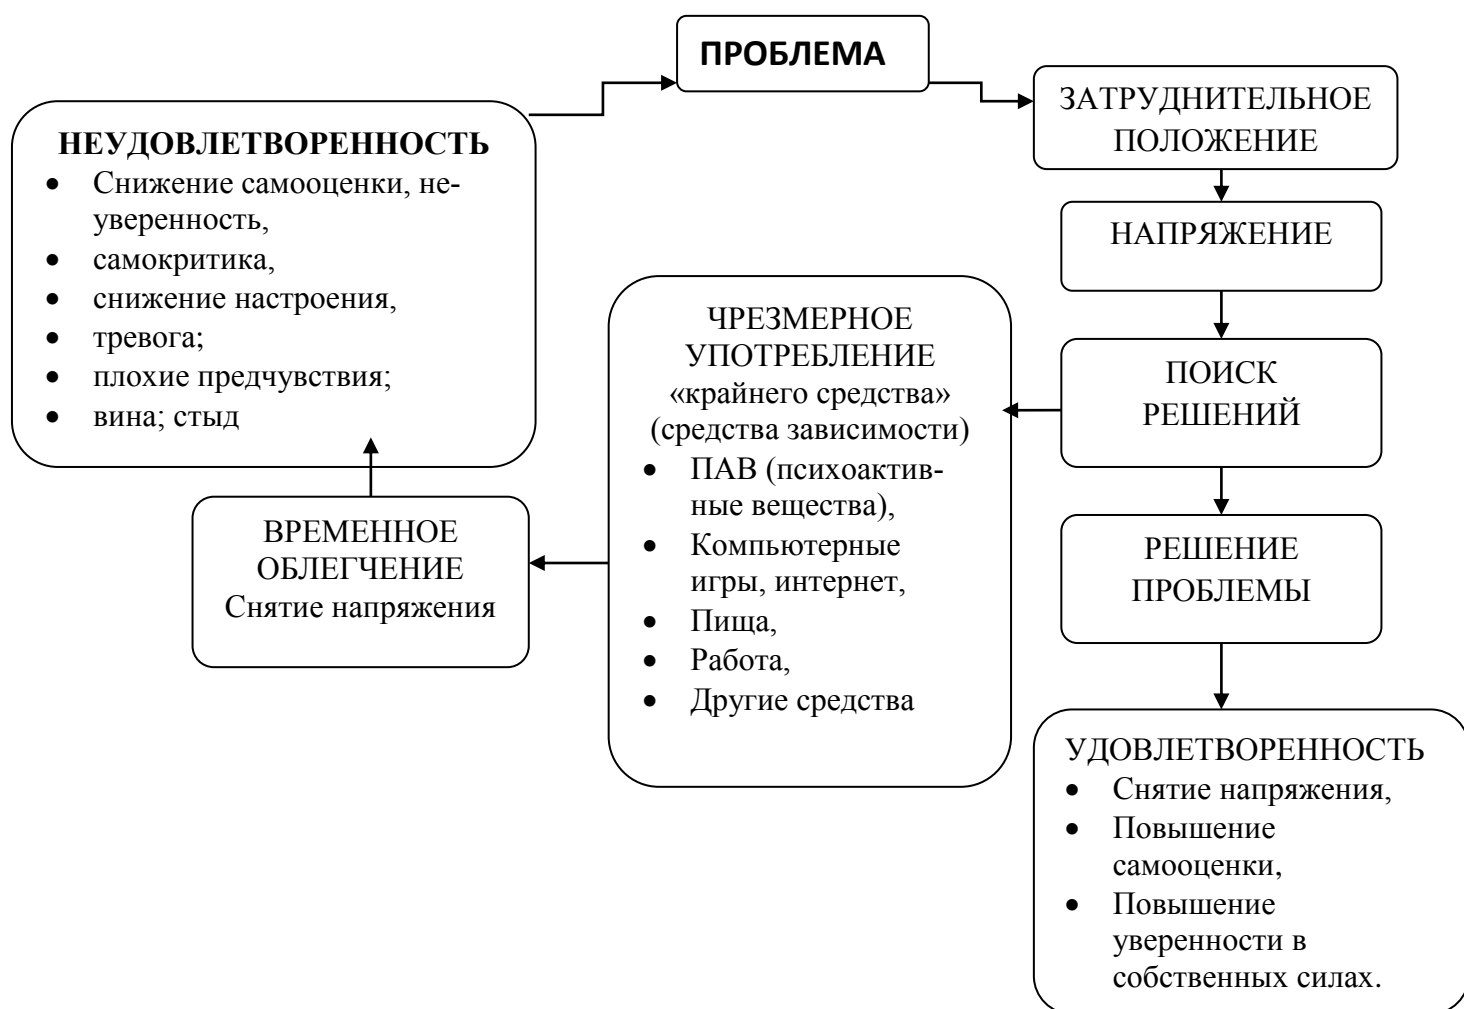 ПРОБЛЕМА
ЗАТРУДНИТЕЛЬНОЕ
ПОЛОЖЕНИЕ
НАПРЯЖЕНИЕ
ПОИСК
РЕШЕНИЙ
РЕШЕНИЕ
ПРОБЛЕМЫ
УДОВЛЕТВОРЕННОСТЬ
• Снятие напряжения,
• Повышение
самооценки,
• Повышение
уверенности в
собственных силах.
ЧРЕЗМЕРНОЕ
УПОТРЕБЛЕНИЕ
«крайнего средства»
(средства зависимости)
• ПАВ (психоактив-
ные вещества),
• Компьютерные
игры, интернет,
• Пища,
• Работа,
• Другие средства
ВРЕМЕННОЕ
ОБЛЕГЧЕНИЕ
Снятие напряжения
НЕУДОВЛЕТВОРЕННОСТЬ
• Снижение самооценки, не-
уверенность,
• самокритика,
• снижение настроения,
• тревога;
• плохие предчувствия;
• вина; стыд